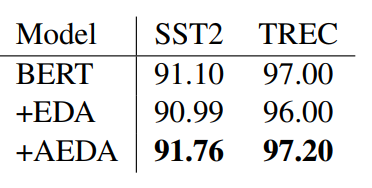 Model SST2 TREC
BERT 91.10 97.00
+EDA 90.99 96.00
+AEDA 91.76 97.20